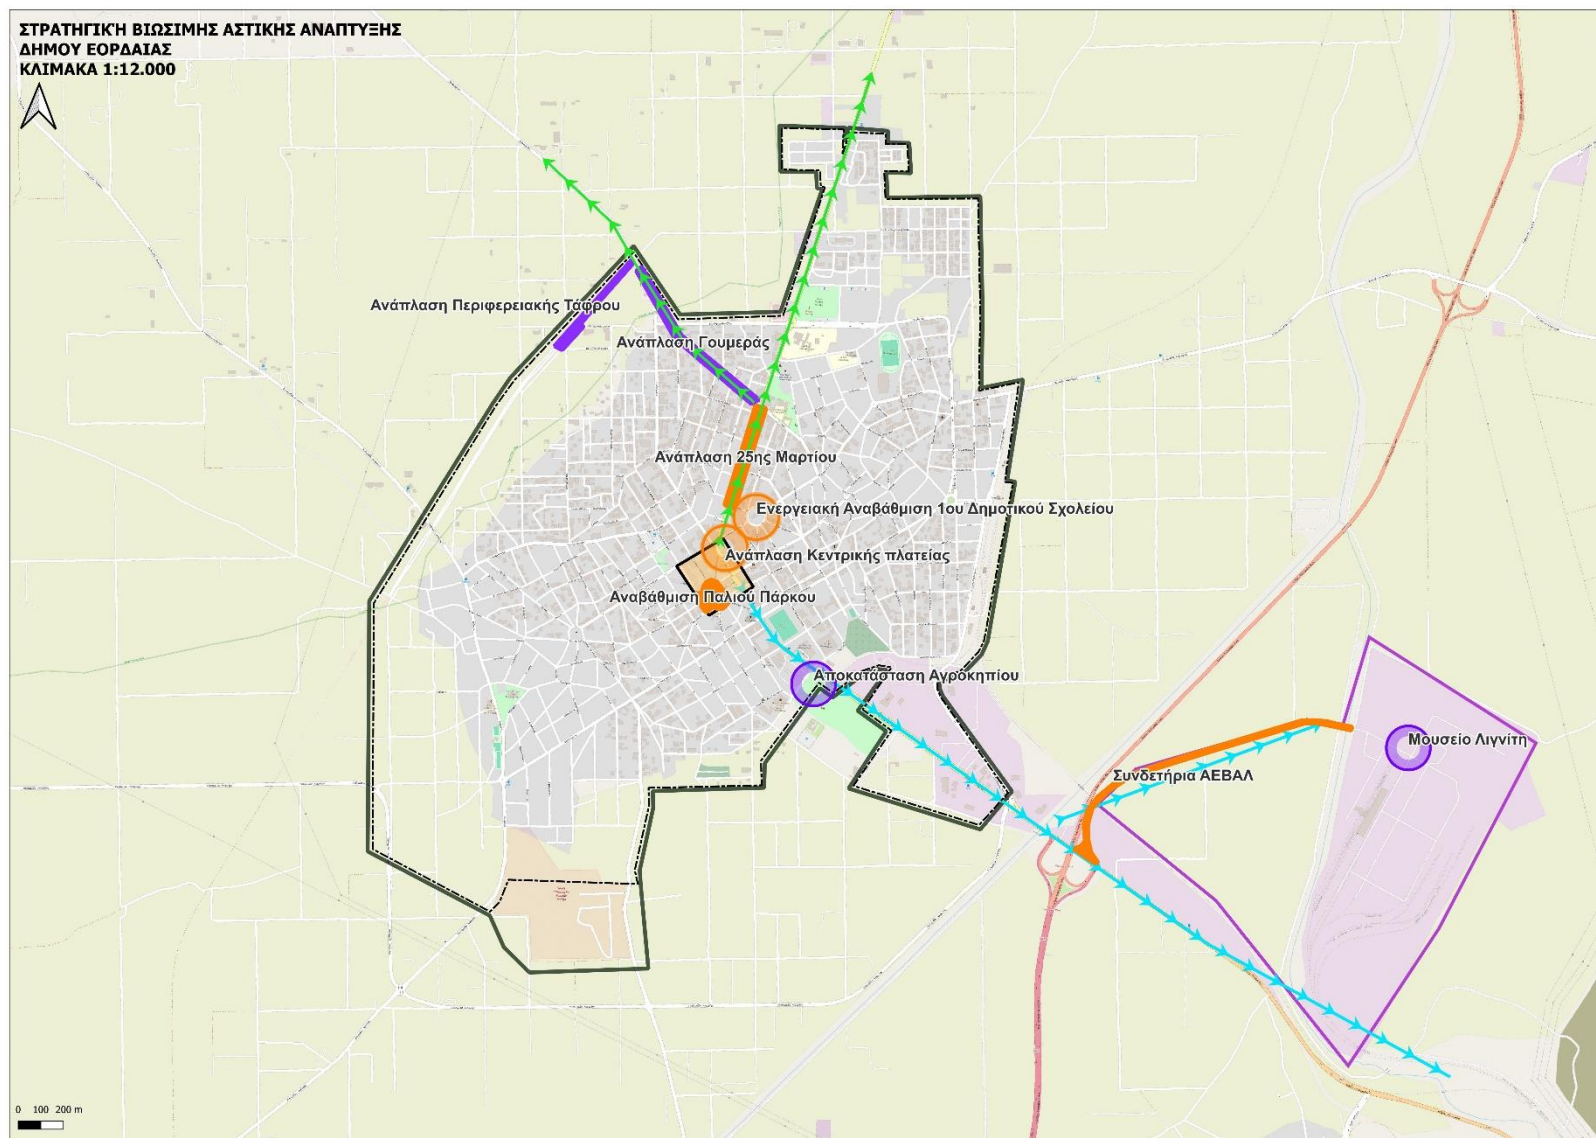 ΣΤΡΑΤΗΓΙΚΉ ΒΙΩΣΙΜΗΣ ΑΣΤΙΚΗΣ ΑΝΑΠΤΥΞΗΣ
ΔΗΜΟΥ ΕΟΡΔΑΙΑΣ
ΚΛΙΜΑΚΑ 1:12.000
Ανάπλαση Περιφερειακής Τάφρου
Ανάπλαση Γουμεράς
Ανάπλαση 25ης Μαρτίου
Ενεργειακή Αναβάθμιση 1ου Δημοτικού Σχολείου
Ανάπλαση Κεντρικής πλατείας
Αναβάθμιση Παλιού Πάρκου
Αποκατάσταση Αγροκηπίου
Μουσείο Λιγνίτη
Συνδετήρια ΑΕΒΑΛ
0 100 200 m